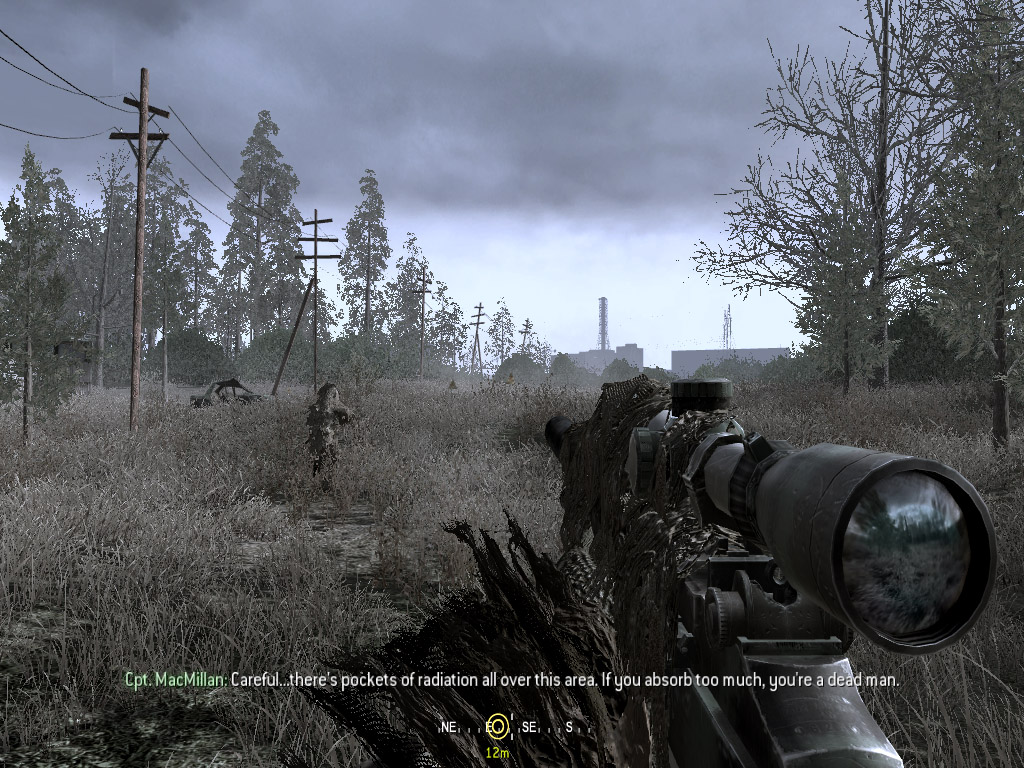 Cpt. MacMillan: Careful...there's pockets of radiation all over this area. If you absorb too much, you're a dead man.
NE E SE S
12m